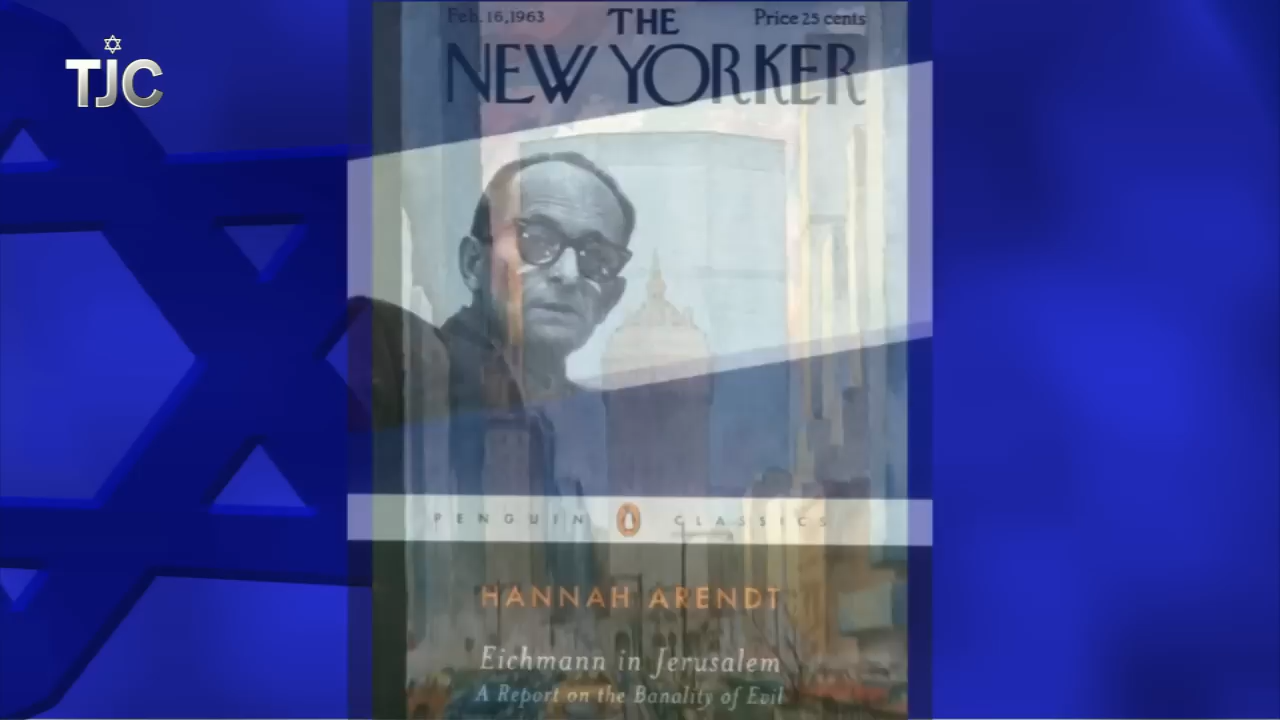 TJC
Feb. 16, 1963
THE
Price 25 cents
NEW YORKER
PENGUIN CLASSICS
HANNAH ARENDT
Eichmann in Jerusalem
A Report on the Banality of Evil